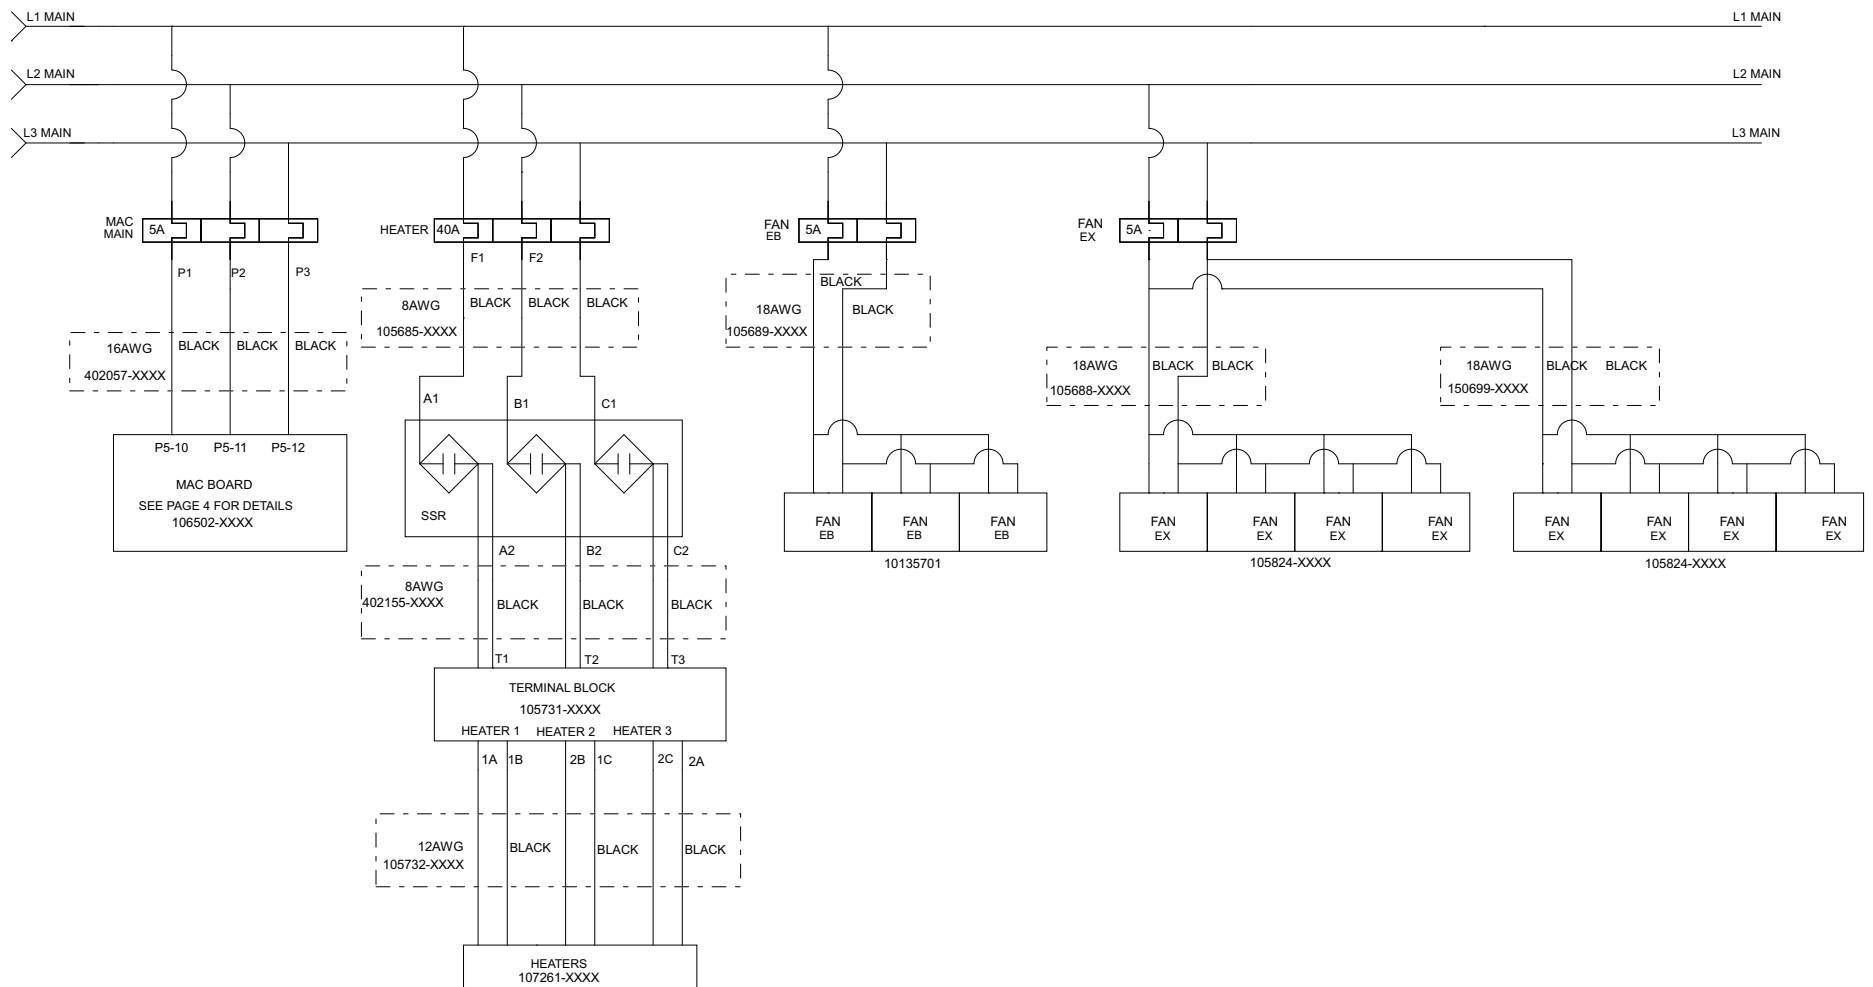 L1 MAIN
L1 MAIN
L2 MAIN
L2 MAIN
L3 MAIN
L3 MAIN
MAC
MAIN
5A
HEATER
40A
FAN
EB
5A
FAN
EX
5A
P1
P2
P3
F1
F2
16AWG
402057-XXXX
BLACK
BLACK
BLACK
8AWG
105685-XXXX
BLACK
BLACK
BLACK
18AWG
105689-XXXX
BLACK
BLACK
18AWG
105688-XXXX
BLACK
BLACK
18AWG
150699-XXXX
BLACK
BLACK
A1
B1
C1
P5-10
P5-11
P5-12
MAC BOARD
SEE PAGE 4 FOR DETAILS
106502-XXXX
SSR
FAN
EB
FAN
EB
FAN
EB
10135701
FAN
EX
FAN
EX
FAN
EX
FAN
EX
105824-XXXX
FAN
EX
FAN
EX
FAN
EX
FAN
EX
105824-XXXX
A2
B2
C2
8AWG
402155-XXXX
BLACK
BLACK
BLACK
T1
T2
T3
TERMINAL BLOCK
105731-XXXX
HEATER 1
HEATER 2
HEATER 3
1A
1B
2B
1C
2C
2A
12AWG
105732-XXXX
BLACK
BLACK
BLACK
HEATERS
107261-XXXX